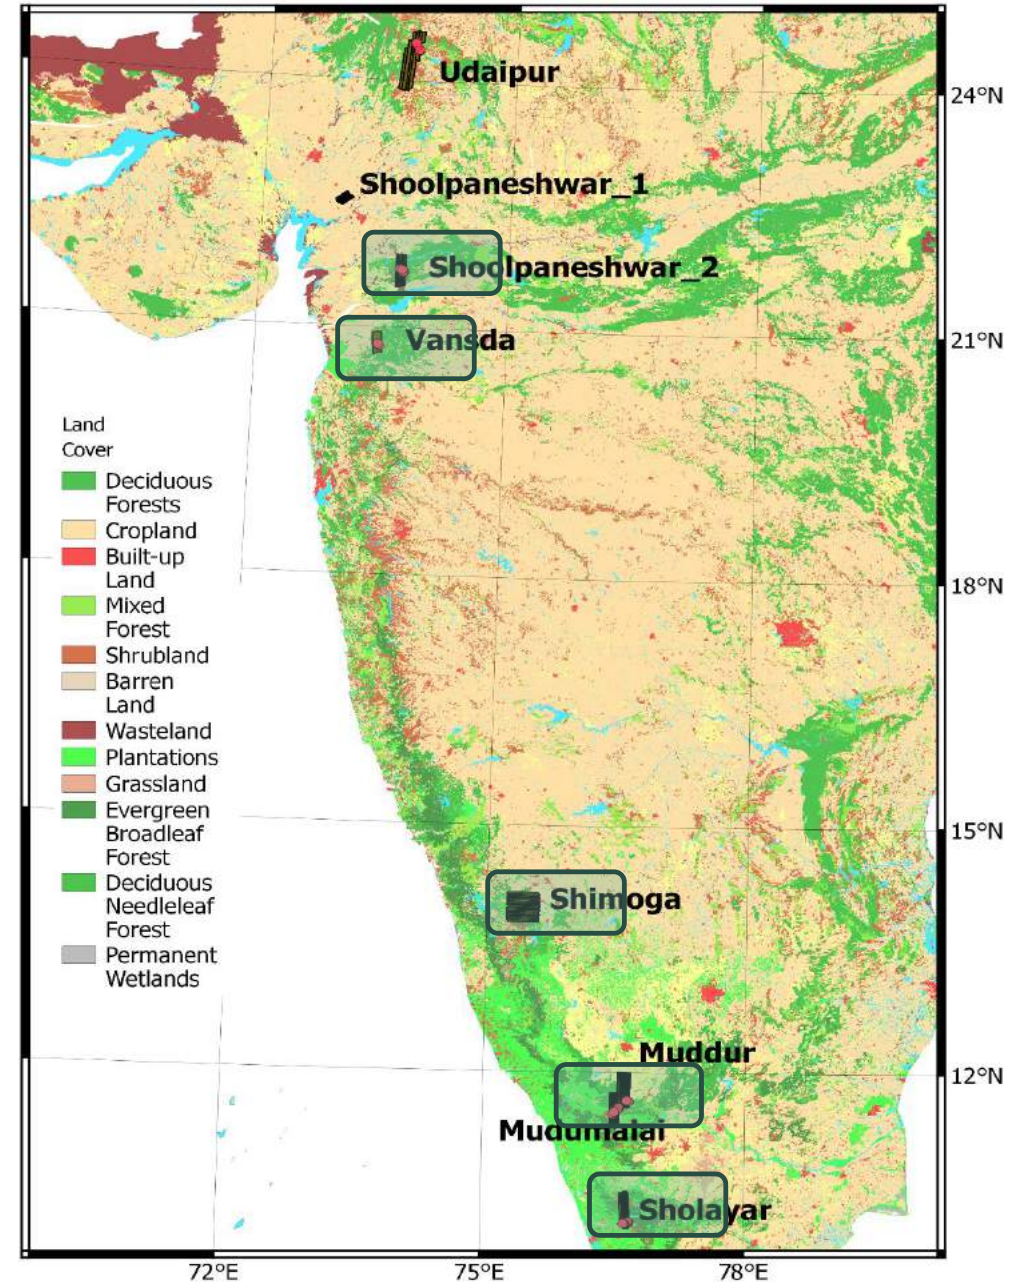 Udaipur
24°N
Shoolpaneshwar_1
Shoolpaneshwar_2
21°N
Vansda
Land
Cover
Deciduous
Forests
Cropland
Built-up
Land
Mixed
Forest
Shrubland
Barren
Land
Wasteland
Plantations
Grassland
Evergreen
Broadleaf
Forest
Deciduous
Needleleaf
Forest
Permanent
Wetlands
18°N
15°N
Shimoga
Muddur
12°N
Mudumalai
Sholayar
72°E
75°E
78°E